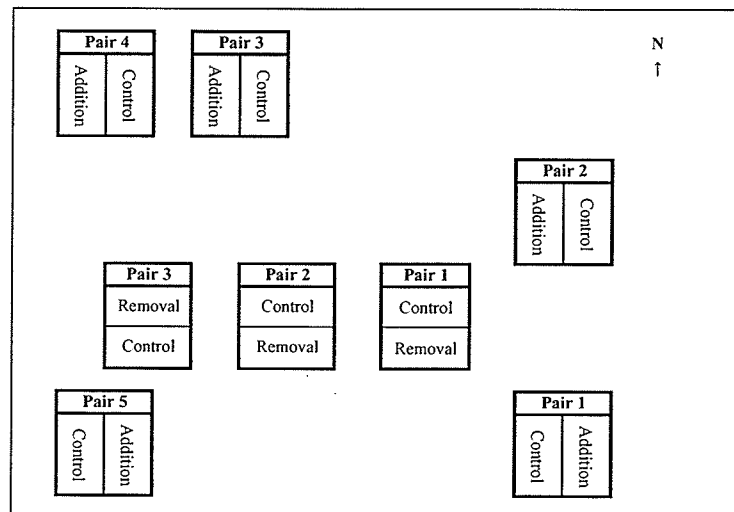 Pair 4
Addition
Control
Pair 3
Addition
Control
N
↑
Pair 2
Addition
Control
Pair 3
Removal
Control
Pair 2
Control
Removal
Pair 1
Control
Removal
Pair 5
Control
Addition
Pair 1
Control
Addition